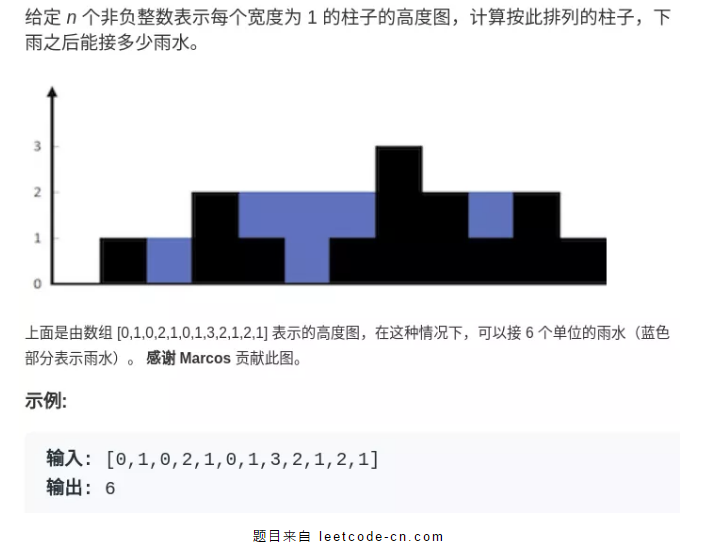 给定 n 个非负整数表示每个宽度为 1 的柱子的高度图，计算按此排列的柱子，下
雨之后能接多少雨水。
3
2
1
0
上面是由数组 [0,1,0,2,1,0,1,3,2,1,2,1] 表示的高度图，在这种情况下，可以接 6 个单位的雨水（蓝色
部分表示雨水）。 感谢 Marcos 贡献此图。
示例:
输入: [0,1,0,2,1,0,1,3,2,1,2,1]
输出: 6
题目来自 leetcode-cn.com